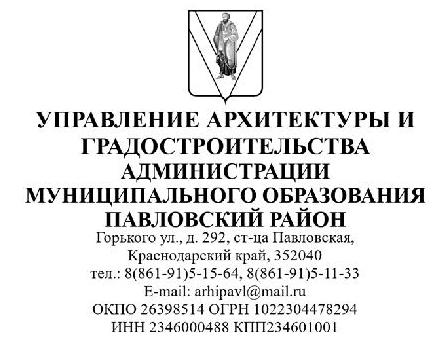 УПРАВЛЕНИЕ АРХИТЕКТУРЫ И
ГРАДОСТРОИТЕЛЬСТВА
АДМИНИСТРАЦИИ
МУНИЦИПАЛЬНОГО ОБРАЗОВАНИЯ
ПАВЛОВСКИЙ РАЙОН
Горького ул., д. 292, ст-ца Павловская,
Краснодарский край, 352040
тел.: 8(861-91)5-15-64, 8(861-91)5-11-33
E-mail: arhipavl@mail.ru
ОКПО 26398514 ОГРН 1022304478294
ИНН 2346000488 КПП234601001